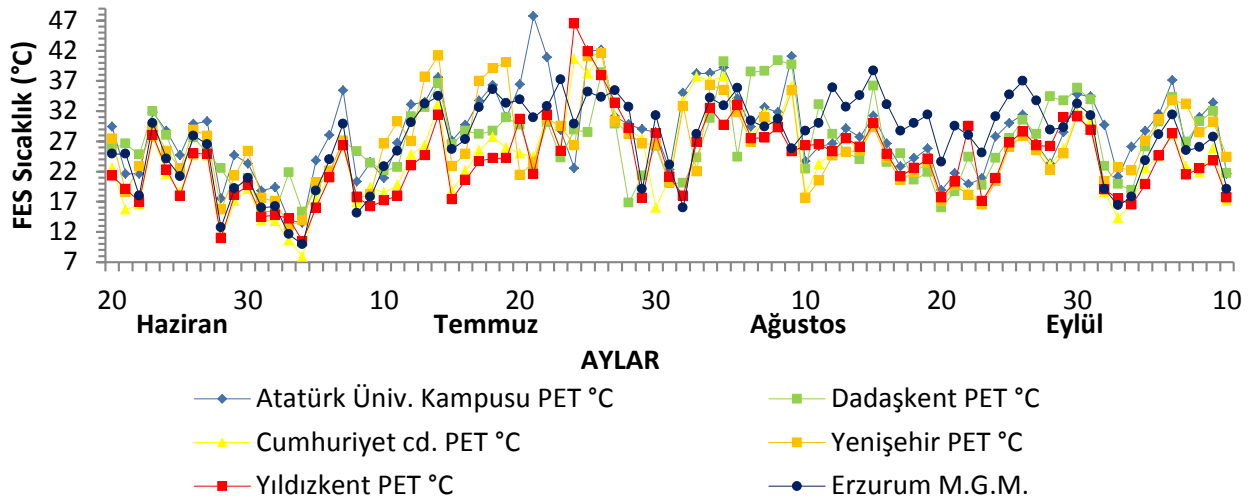 FES Sıcaklık (°C)
47
42
37
32
27
22
17
12
7
20 30 10 20 30 10 20 30 10
Haziran Temmuz Ağustos Eylül
AYLAR
Atatürk Üniv. Kampusu PET °C Dadaşkent PET °C
Cumhuriyet cd. PET °C Yenişehir PET °C
Yıldızkent PET °C Erzurum M.G.M.